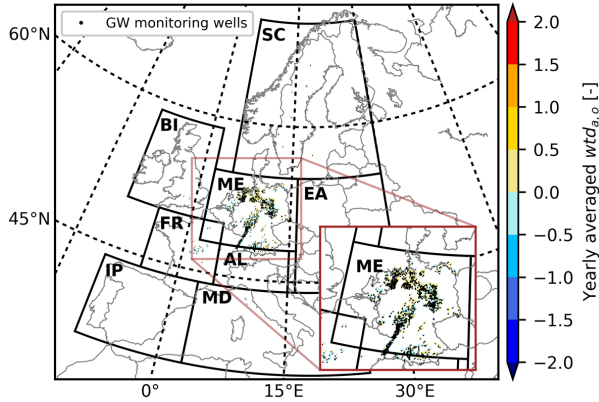 GW monitoring wells
60°N
45°N
SC
BI
ME
EA
FR
AL
IP
MD
ME
0°
15°E
30°E
2.0
1.5
1.0
0.5
0.0
−0.5
−1.0
−1.5
−2.0
Yearly averaged wtd_{a,o} [-]